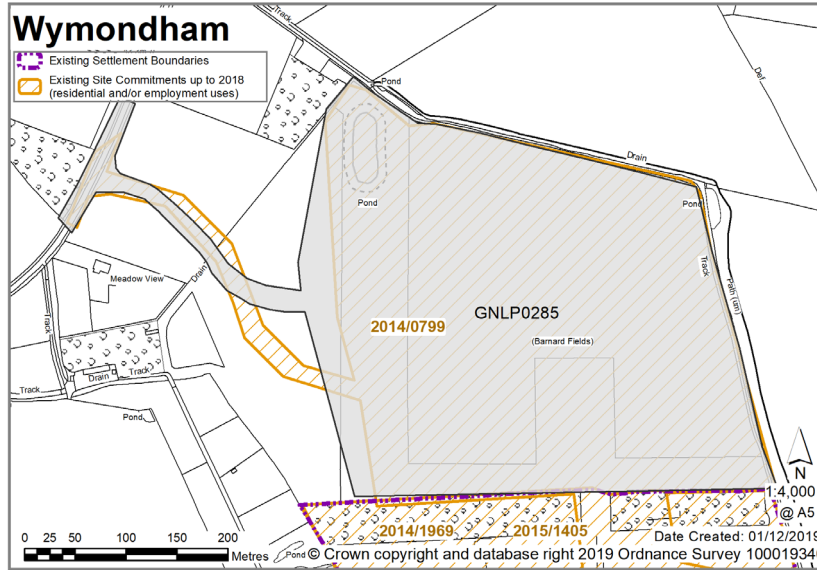 Wymondham
Existing Settlement Boundaries
Existing Site Commitments up to 2018
(residential and/or employment uses)
Track
Pond
Def
Drain
Pond
Pond
Meadow View
Drain
Track
Path (um)
2014/0799
GNLP0285
(Barnard Fields)
Track
Drain
Track
Track
Pond
N
1:4,000
@ A5
2014/1969
2015/1405
Date Created: 01/12/2019
0 25 50 100 150 200
Metres
Pond
© Crown copyright and database right 2019 Ordnance Survey 100019340